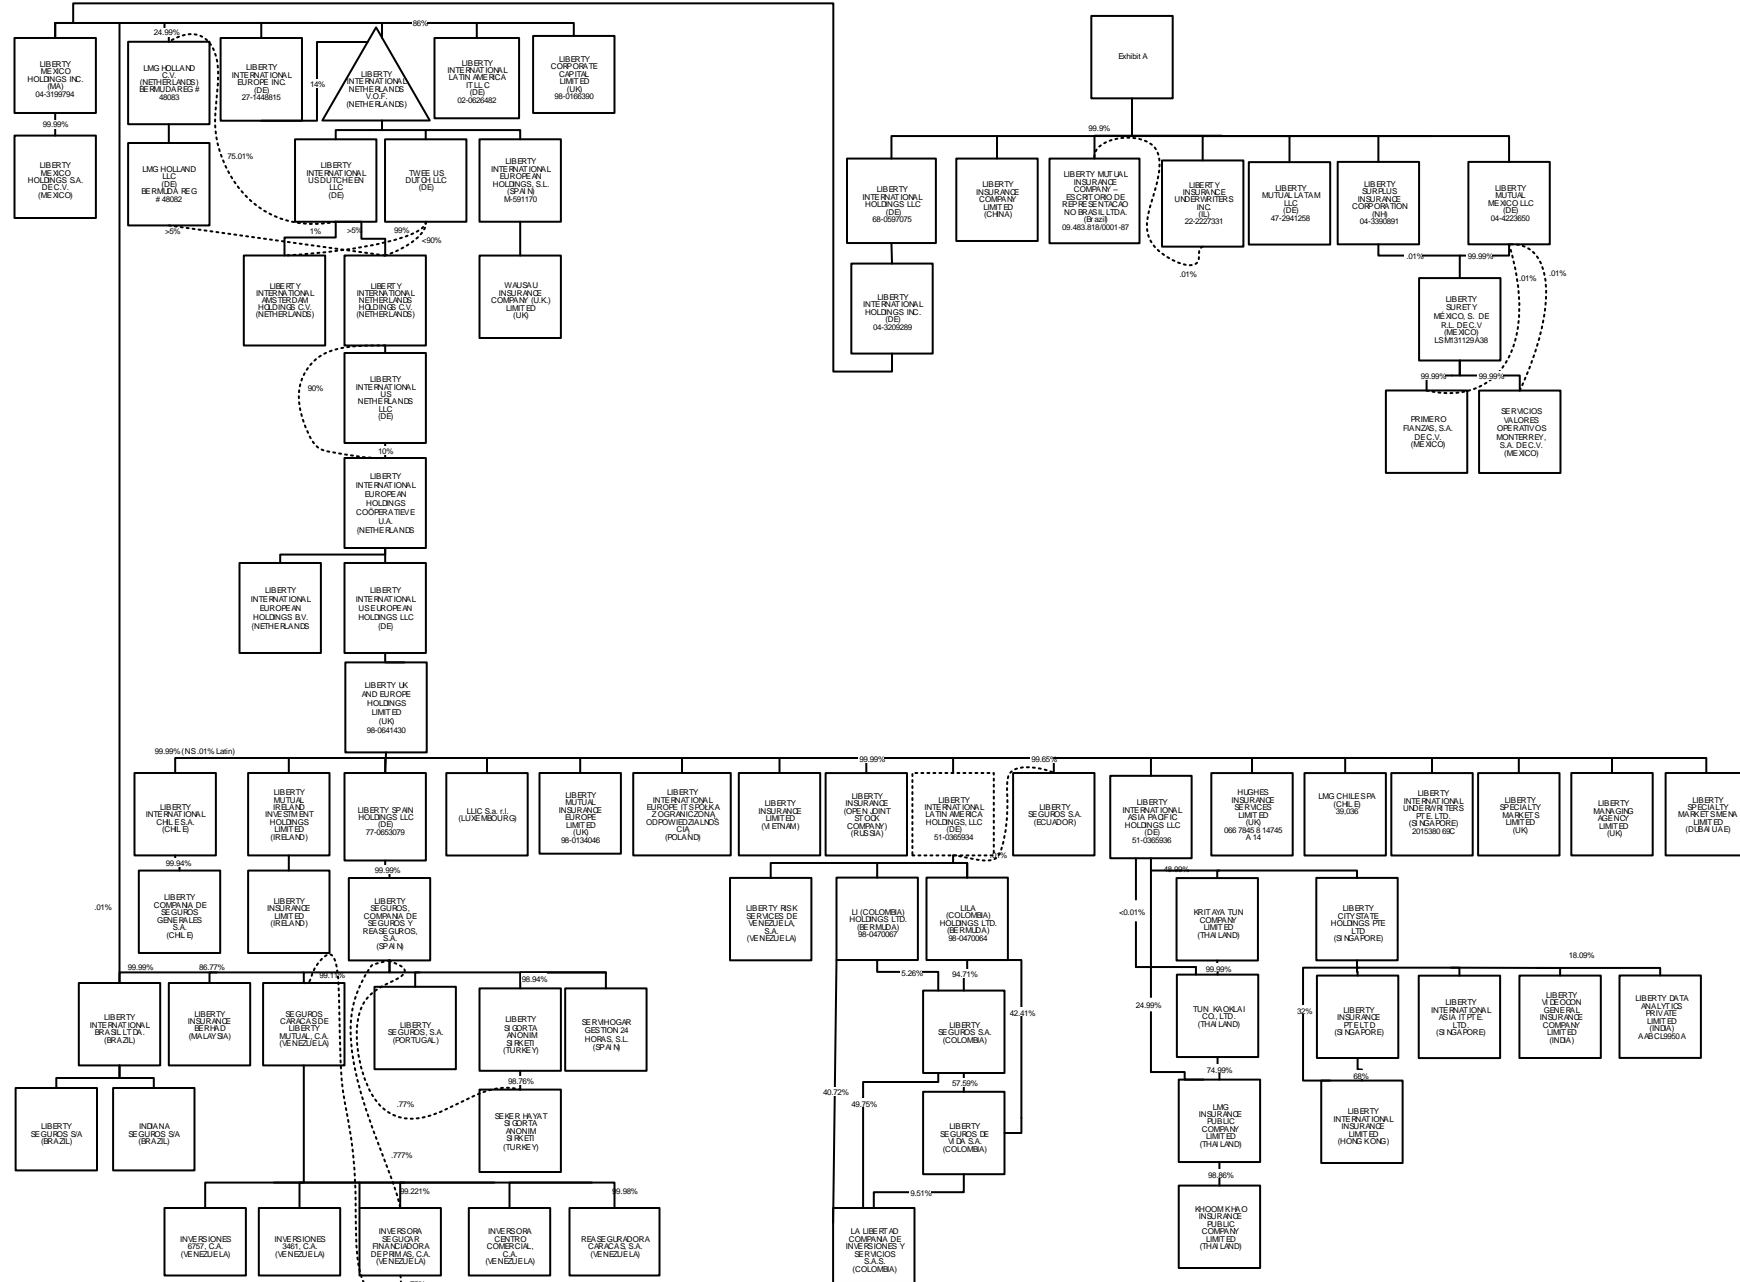 86%
24.99%
LIBERTY
MEXICO
HOLDINGS INC.
(MA)
04-3199794
LMG HOLLAND
C.V.
(NETHERLANDS)
BERMUDA REG #
48083
LIBERTY
INTERNATIONAL
EUROPE INC.
(DE)
27-1448815
14%
LIBERTY
INTERNATIONAL
NETHERLANDS
V.O.F.
(NETHERLANDS)
LIBERTY
INTERNATIONAL
LATIN AMERICA
IT LLC
(DE)
02-0626482
LIBERTY
CORPORATE
CAPITAL
LIMITED
(UK)
98-0166390
Exhibit A
99.99%
LIBERTY
MEXICO
HOLDINGS S.A.
DE C.V.
(MEXICO)
LMG HOLLAND
LLC
(DE)
BERMUDA REG
# 48082
75.01%
LIBERTY
INTERNATIONAL
US DUTCH EEN
LLC
(DE)
TWEE US
DUTCH LLC
(DE)
LIBERTY
INTERNATIONAL
EUROPEAN
HOLDINGS, S.L.
(SPAIN)
M-591170
>5%
1%
>5%
99%
<90%
LIBERTY
INTERNATIONAL
AMSTERDAM
HOLDINGS C.V.
(NETHERLANDS)
LIBERTY
INTERNATIONAL
NETHERLANDS
HOLDINGS C.V.
(NETHERLANDS)
WAUSAU
INSURANCE
COMPANY (U.K.)
LIMITED
(UK)
99.9%
LIBERTY
INTERNATIONAL
HOLDINGS LLC
(DE)
68-0597075
LIBERTY
INSURANCE
COMPANY
LIMITED
(CHINA)
LIBERTY MUTUAL
INSURANCE
COMPANY –
ESCRITORIO DE
REPRESENTACAO
NO BRASIL LTDA.
(Brazil)
09.483.818/0001-87
LIBERTY
INSURANCE
UNDERWRITERS
INC.
(IL)
22-2227331
LIBERTY
MUTUAL LATAM
LLC
(DE)
47-2941258
LIBERTY
SURPLUS
INSURANCE
CORPORATION
(NH)
04-3390891
LIBERTY
MUTUAL
MEXICO LLC
(DE)
04-4223650
.01%
.01%
99.99%
.01%
.01%
LIBERTY
INTERNATIONAL
HOLDINGS INC.
(DE)
04-3209289
LIBERTY
SURETY
MÉXICO, S. DE
R.L. DE C.V
(MEXICO)
LSM131129A38
99.99%
99.99%
PRIMERO
FIANZAS, S.A.
DE C.V.
(MEXICO)
SERVICIOS
VALORES
OPERATIVOS
MONTERREY,
S.A. DE C.V.
(MEXICO)
90%
LIBERTY
INTERNATIONAL
US
NETHERLANDS
LLC
(DE)
10%
LIBERTY
INTERNATIONAL
EUROPEAN
HOLDINGS
COÖPERATIEVE
U.A.
(NETHERLANDS
LIBERTY
INTERNATIONAL
EUROPEAN
HOLDINGS B.V.
(NETHERLANDS
LIBERTY
INTERNATIONAL
US EUROPEAN
HOLDINGS LLC
(DE)
LIBERTY UK
AND EUROPE
HOLDINGS
LIMITED
(UK)
98-0641430
99.99% (NS .01% Latin)
99.99%
99.65%
LIBERTY
INTERNATIONAL
CHILE S.A.
(CHILE)
LIBERTY
MUTUAL
IRELAND
INVESTMENT
HOLDINGS
LIMITED
(IRELAND)
LIBERTY SPAIN
HOLDINGS LLC
(DE)
77-0653079
LUIC S.a. r.l.
(LUXEMBOURG)
LIBERTY
MUTUAL
INSURANCE
EUROPE
LIMITED
(UK)
98-0134046
LIBERTY
INTERNATIONAL
EUROPE IT SPÓŁKA
Z OGRANICZONĄ
ODPOWIEDZIALNOŚ
CIĄ
(POLAND)
LIBERTY
INSURANCE
LIMITED
(VIETNAM)
LIBERTY
INSURANCE
(OPEN JOINT
STOCK
COMPANY)
(RUSSIA)
LIBERTY
INTERNATIONAL
LATIN AMERICA
HOLDINGS, LLC
(DE)
51-0365934
LIBERTY
SEGUROS S.A.
(ECUADOR)
LIBERTY
INTERNATIONAL
ASIA PACIFIC
HOLDINGS LLC
(DE)
51-0365936
HUGHES
INSURANCE
SERVICES
LIMITED
(UK)
066 7845 8 14745
A 14
LMG CHILE SPA
(CHILE)
39,036
LIBERTY
INTERNATIONAL
UNDERWRITERS
PTE. LTD.
(SINGAPORE)
2015380 69C
LIBERTY
SPECIALTY
MARKETS
LIMITED
(UK)
LIBERTY
MANAGING
AGENCY
LIMITED
(UK)
LIBERTY
SPECIALTY
MARKETS MENA
LIMITED
(DUBAI UAE)
99.94%
99.99%
48.99%
LIBERTY
COMPANIA DE
SEGUROS
GENERALES
S.A.
(CHILE)
LIBERTY
INSURANCE
LIMITED
(IRELAND)
LIBERTY
SEGUROS,
COMPANIA DE
SEGUROS Y
REASEGUROS,
S.A.
(SPAIN)
LIBERTY RISK
SERVICES DE
VENEZUELA,
S.A.
(VENEZUELA)
LI (COLOMBIA)
HOLDINGS LTD.
(BERMUDA)
98-0470067
LILA
(COLOMBIA)
HOLDINGS LTD.
(BERMUDA)
98-0470064
<0.01%
KRITAYA TUN
COMPANY
LIMITED
(THAILAND)
LIBERTY
CITYSTATE
HOLDINGS PTE
LTD
(SINGAPORE)
.01%
99.99%
86.77%
99.11%
98.94%
5.26%
94.71%
99.99%
18.09%
LIBERTY
INTERNATIONAL
BRASIL LTDA.
(BRAZIL)
LIBERTY
INSURANCE
BERHAD
(MALAYSIA)
SEGUROS
CARACAS DE
LIBERTY
MUTUAL, C.A.
(VENEZUELA)
LIBERTY
SEGUROS, S.A.
(PORTUGAL)
LIBERTY
SIGORTA
ANONIM
SIRKETI
(TURKEY)
SERVIHOGAR
GESTION 24
HORAS, S.L.
(SPAIN)
LIBERTY
SEGUROS S.A.
(COLOMBIA)
42.41%
24.99%
TUN KAOKLAI
CO., LTD.
(THAILAND)
32%
LIBERTY
INSURANCE
PTE LTD
(SINGAPORE)
LIBERTY
INTERNATIONAL
ASIA IT PTE.
LTD.
(SINGAPORE)
LIBERTY
VIDEOCON
GENERAL
INSURANCE
COMPANY
LIMITED
(INDIA)
LIBERTY DATA
ANALYTICS
PRIVATE
LIMITED
(INDIA)
AABCL9950A
98.76%
57.59%
74.99%
68%
LIBERTY
SEGUROS S/A
(BRAZIL)
INDIANA
SEGUROS S/A
(BRAZIL)
.77%
SEKER HAYAT
SIGORTA
ANONIM
SIRKETI
(TURKEY)
40.72%
49.75%
LIBERTY
SEGUROS DE
VIDA S.A.
(COLOMBIA)
LMG
INSURANCE
PUBLIC
COMPANY
LIMITED
(THAILAND)
LIBERTY
INTERNATIONAL
INSURANCE
LIMITED
(HONG KONG)
.777%
99.221%
99.98%
9.51%
98.86%
INVERSIONES
6757, C.A.
(VENEZUELA)
INVERSIONES
3461, C.A.
(VENEZUELA)
INVERSORA
SEGUCAR
FINANCIADORA
DE PRIMAS, C.A.
(VENEZUELA)
INVERSORA
CENTRO
COMERCIAL,
C.A.
(VENEZUELA)
REASEGURADORA
CARACAS, S.A.
(VENEZUELA)
LA LIBERTAD
COMPANIA DE
INVERSIONES Y
SERVICIOS
S.A.S.
(COLOMBIA)
KHOOM KHAO
INSURANCE
PUBLIC
COMPANY
LIMITED
(THAILAND)